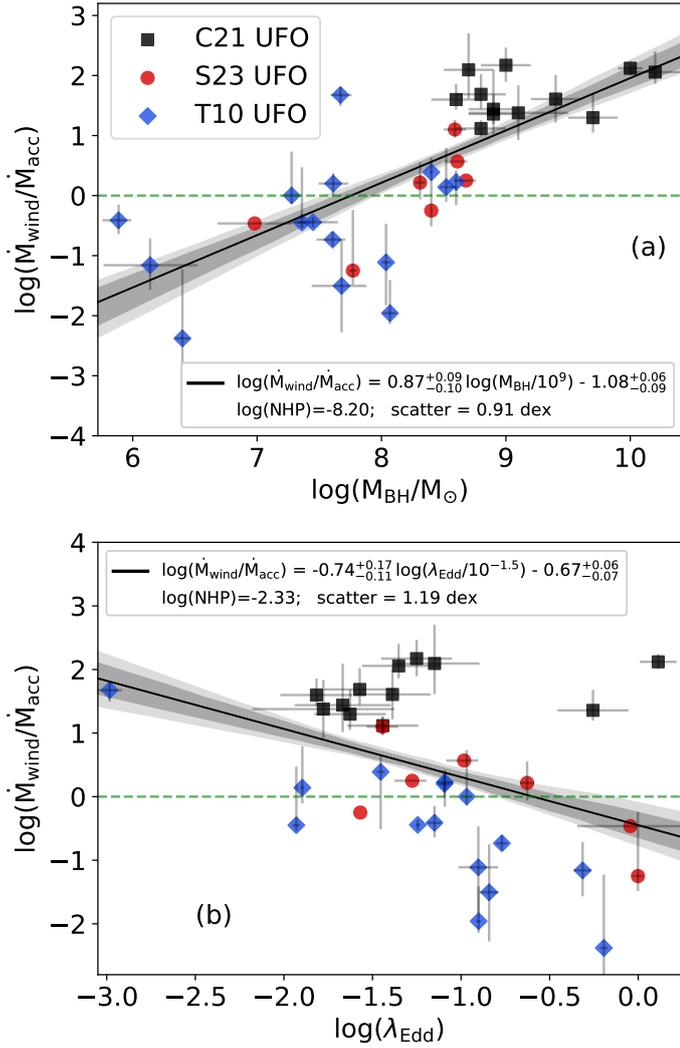 3
2
1
0
−1
−2
−3
−4
log(Ṁwind/Ṁacc)
C21 UFO
S23 UFO
T10 UFO
(a)
log(Ṁwind/Ṁacc) = 0.87+0.09−0.10 log(MBH/10⁹) - 1.08+0.06−0.09
log(NHP)=-8.20; scatter = 0.91 dex
6 7 8 9 10
log(MBH/M⊙)
4
3
2
1
0
−1
−2
log(Ṁwind/Ṁacc)
log(Ṁwind/Ṁacc) = -0.74+0.17−0.11 log(λEdd/10−1.5) - 0.67+0.06−0.07
log(NHP)=-2.33; scatter = 1.19 dex
(b)
−3.0 −2.5 −2.0 −1.5 −1.0 −0.5 0.0
log(λEdd)